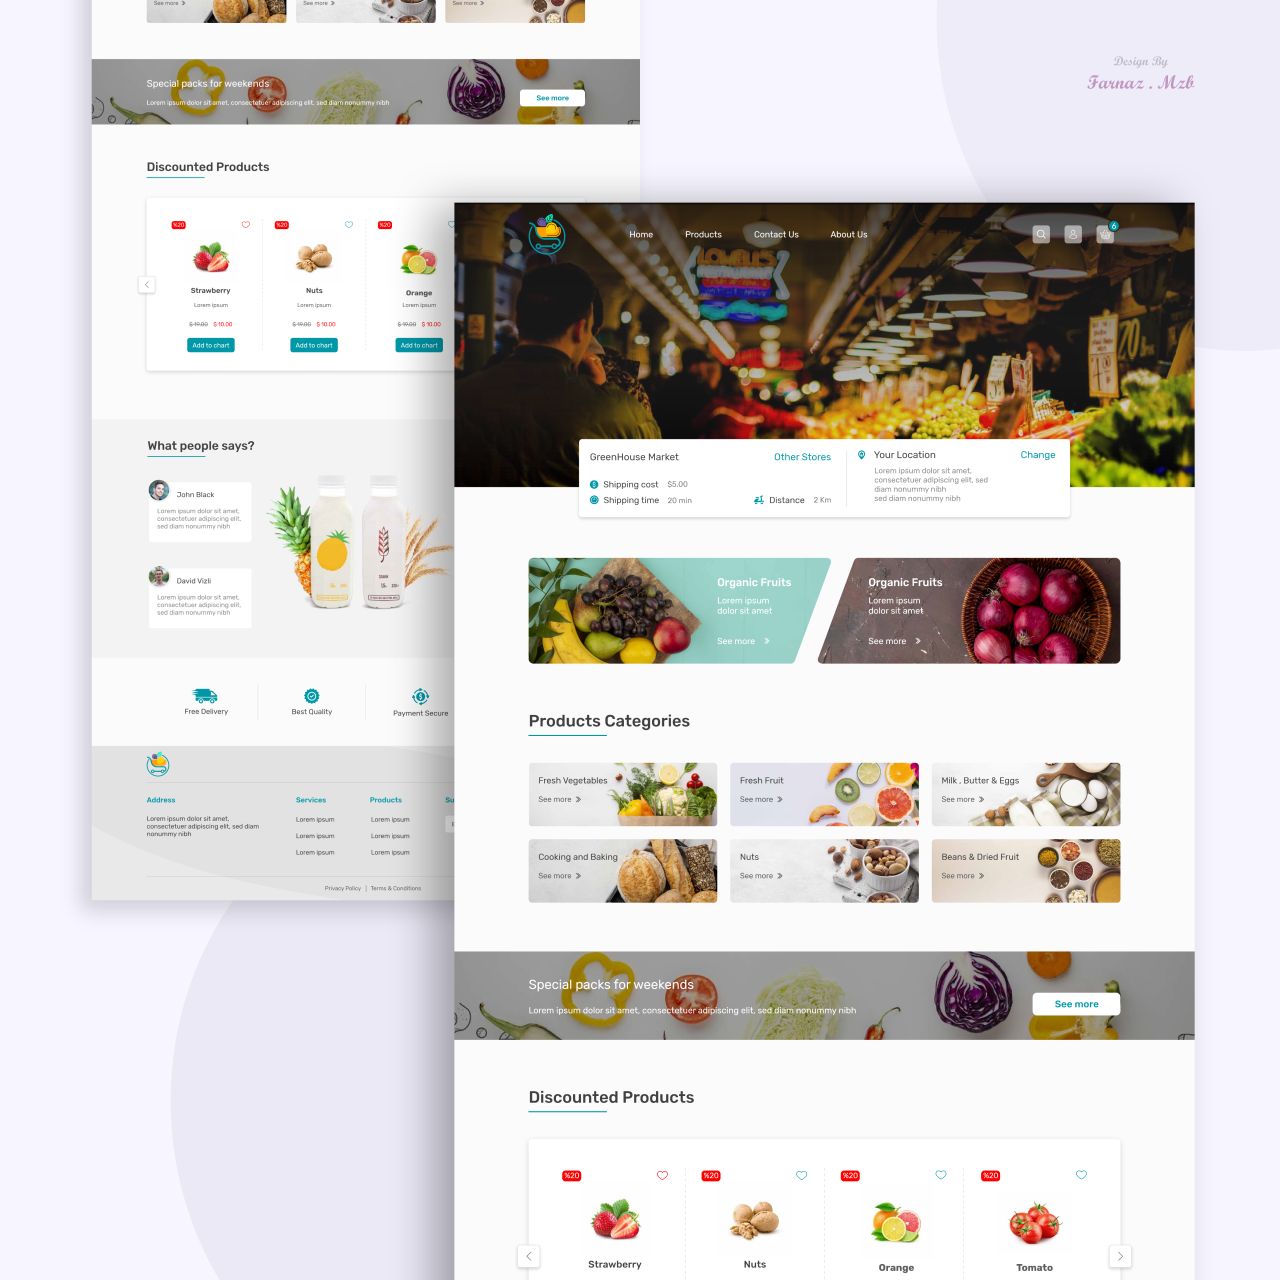 See more
See more
See more
Special packs for weekends
Lorem ipsum dolor sit amet, consectetuer adipiscing elit, sed diam nonummy nibh
See more
Discounted Products
%20
%20
%20
Strawberry
Nuts
Orange
Lorem ipsum
Lorem ipsum
Lorem ipsum
$ 19.00 $ 10.00
$ 19.00 $ 10.00
$ 19.00 $ 10.00
Add to chart
Add to chart
Add to chart
What people says?
John Black
Lorem ipsum dolor sit amet,
consectetuer adipiscing elit,
sed diam nonummy nibh
David Vizli
Lorem ipsum dolor sit amet,
consectetuer adipiscing elit,
sed diam nonummy nibh
Free Delivery
Best Quality
Payment Secure
Address
Services
Products
Su
Lorem ipsum dolor sit amet,
consectetuer adipiscing elit, sed diam
nonummy nibh
Lorem ipsum
Lorem ipsum
Lorem ipsum
Lorem ipsum
Lorem ipsum
Lorem ipsum
Privacy Policy | Terms & Conditions
Design By
Farnaz . Mzb
Home
Products
Contact Us
About Us
6
GreenHouse Market
Other Stores
Shipping cost $5.00
Shipping time 20 min
Distance 2 Km
Your Location
Change
Lorem ipsum dolor sit amet,
consectetuer adipiscing elit, sed
diam nonummy nibh
sed diam nonummy nibh
Organic Fruits
Lorem ipsum
dolor sit amet
See more
Organic Fruits
Lorem ipsum
dolor sit amet
See more
Products Categories
Fresh Vegetables
See more
Fresh Fruit
See more
Milk , Butter & Eggs
See more
Cooking and Baking
See more
Nuts
See more
Beans & Dried Fruit
See more
Special packs for weekends
Lorem ipsum dolor sit amet, consectetuer adipiscing elit, sed diam nonummy nibh
See more
Discounted Products
%20
%20
%20
%20
Strawberry
Nuts
Orange
Tomato